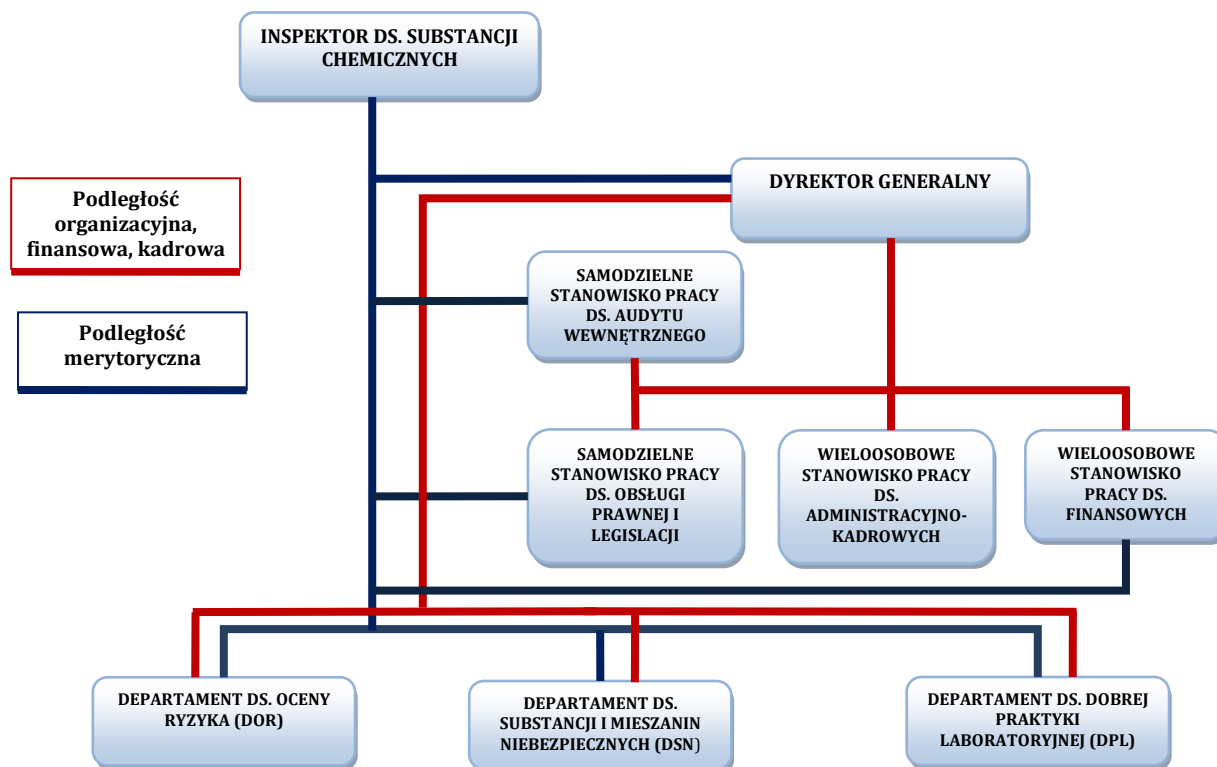 INSPEKTOR DS. SUBSTANCJI
CHEMICZNYCH
Podległość
organizacyjna,
finansowa, kadrowa
DYREKTOR GENERALNY
Podległość
merytoryczna
SAMODZIELNE
STANOWISKO PRACY
DS. AUDYTU
WEWNĘTRZNEGO
SAMODZIELNE
STANOWISKO PRACY
DS. OBSŁUGI
PRAWNEJ I
LEGISLACJI
WIELOOSOBOWE
STANOWISKO PRACY
DS.
ADMINISTRACYJNO-
KADROWYCH
WIELOOSOBOWE
STANOWISKO
PRACY DS.
FINANSOWYCH
DEPARTAMENT DS. OCENY
RYZYKA (DOR)
DEPARTAMENT DS.
SUBSTANCJI I MIESZANIN
NIEBEZPIECZNYCH (DSN)
DEPARTAMENT DS. DOBREJ
PRAKTYKI
LABORATORYJNEJ (DPL)